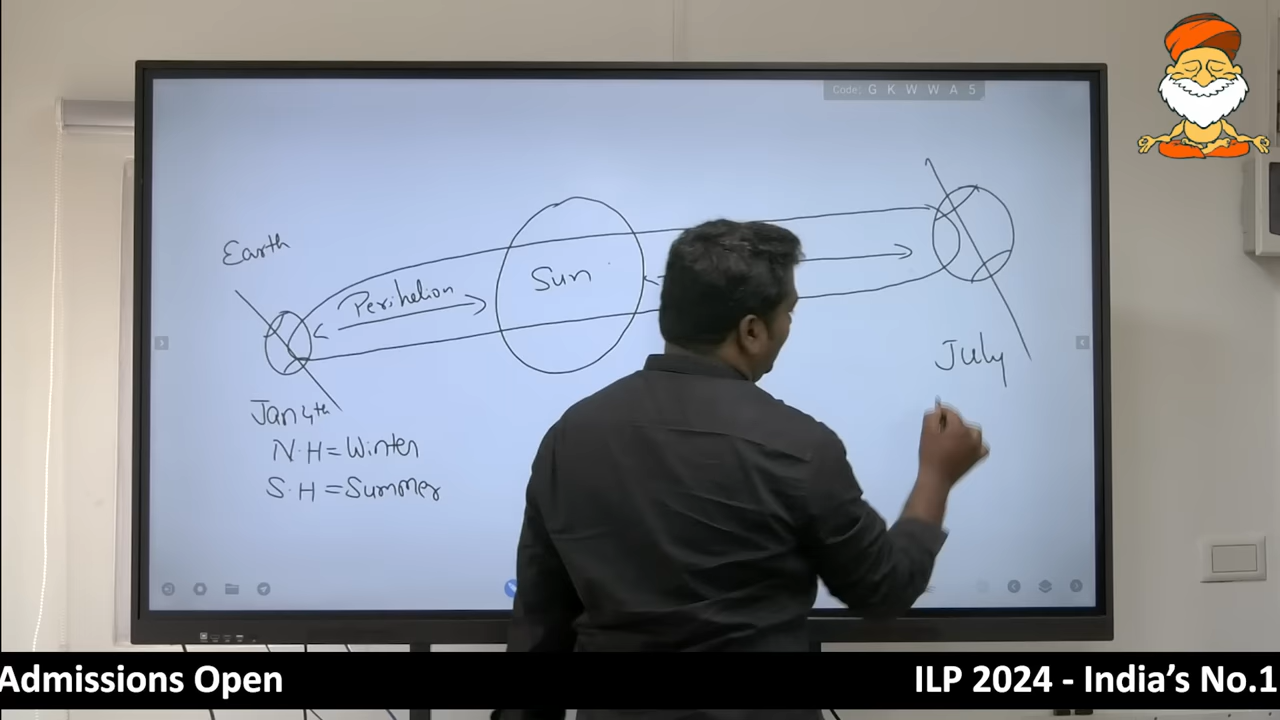 Code: G K W W A 5
Earth
Perihelion
Sun
July
Jan 4th
N.H = Winter
S.H = Summer
Admissions Open
ILP 2024 - India's No.1